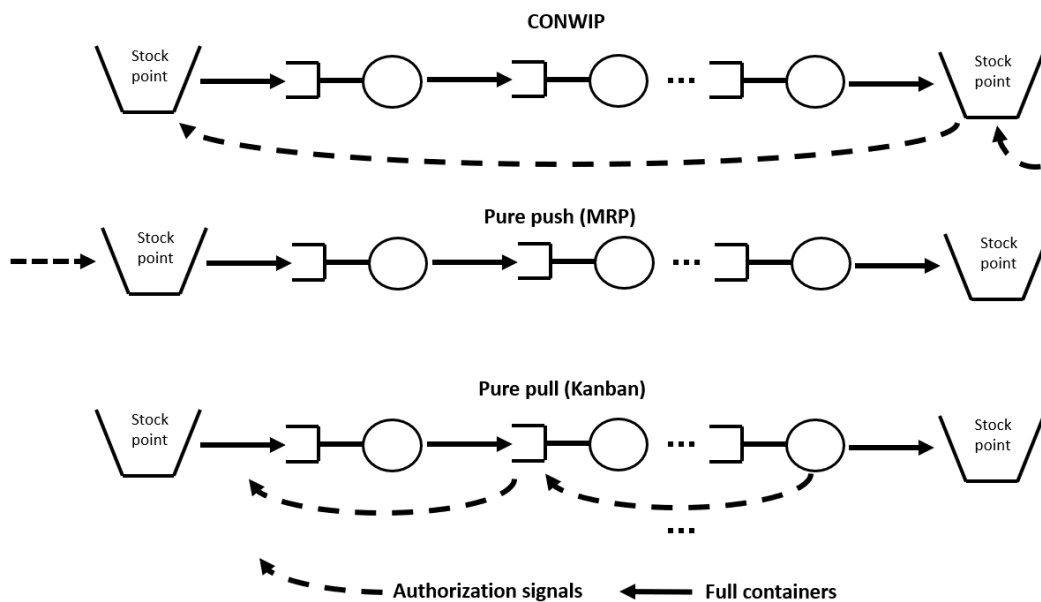 CONWIP
Stock
point
Stock
point
...
Pure push (MRP)
Stock
point
Stock
point
...
Pure pull (Kanban)
Stock
point
Stock
point
...
...
Authorization signals
Full containers